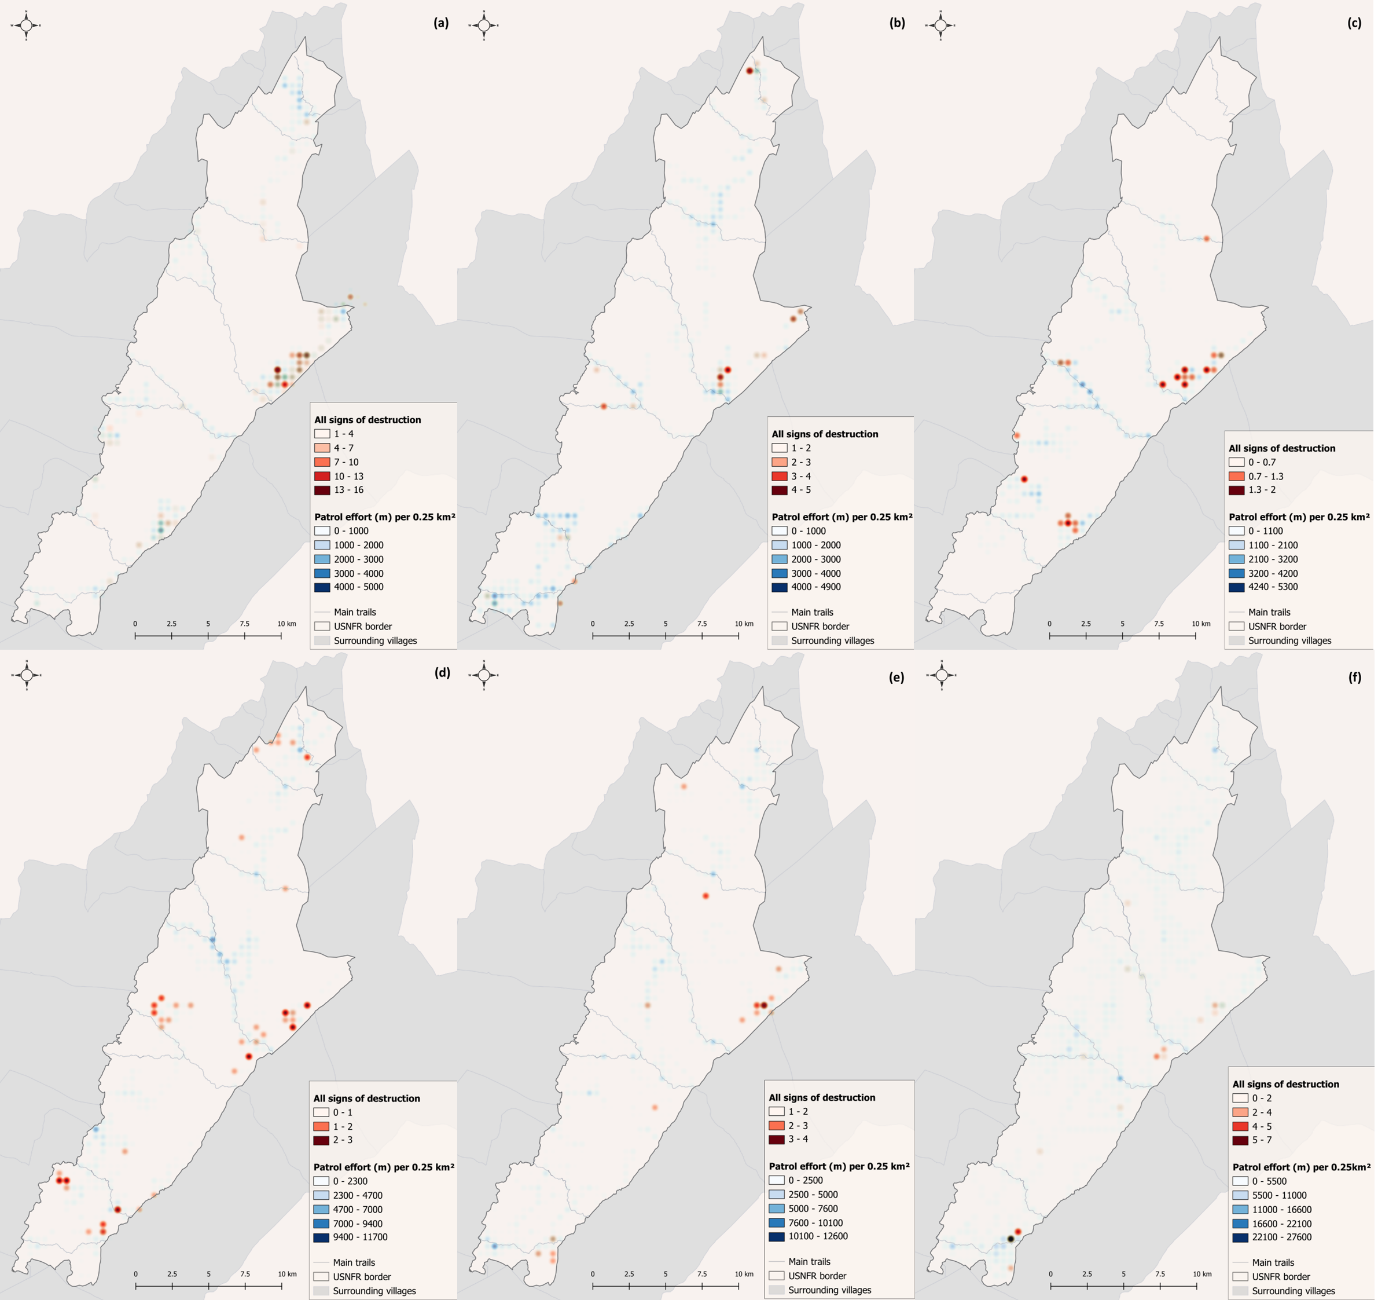 (a)
All signs of destruction
1 - 4
4 - 7
7 - 10
10 - 13
13 - 16
Patrol effort (m) per 0.25 km²
0 - 1000
1000 - 2000
2000 - 3000
3000 - 4000
4000 - 5000
Main trails
USNFR border
Surrounding villages
0 2.5 5 7.5 10 km
(b)
All signs of destruction
1 - 2
2 - 3
3 - 4
4 - 5
Patrol effort (m) per 0.25 km²
0 - 1000
1000 - 2000
2000 - 3000
3000 - 4000
4000 - 4900
Main trails
USNFR border
Surrounding villages
0 2.5 5 7.5 10 km
(c)
All signs of destruction
0 - 0.7
0.7 - 1.3
1.3 - 2
Patrol effort (m) per 0.25 km²
0 - 1100
1100 - 2100
2100 - 3200
3200 - 4200
4240 - 5300
Main trails
USNFR border
Surrounding villages
0 2.5 5 7.5 10 km
(d)
All signs of destruction
0 - 1
1 - 2
2 - 3
Patrol effort (m) per 0.25 km²
0 - 2300
2300 - 4700
4700 - 7000
7000 - 9400
9400 - 11700
Main trails
USNFR border
Surrounding villages
0 2.5 5 7.5 10 km
(e)
All signs of destruction
1 - 2
2 - 3
3 - 4
Patrol effort (m) per 0.25 km²
0 - 2500
2500 - 5000
5000 - 7600
7600 - 10100
10100 - 12600
Main trails
USNFR border
Surrounding villages
0 2.5 5 7.5 10 km
(f)
All signs of destruction
0 - 2
2 - 4
4 - 5
5 - 7
Patrol effort (m) per 0.25km²
0 - 5500
5500 - 11000
11000 - 16600
16600 - 22100
22100 - 27600
Main trails
USNFR border
Surrounding villages
0 2.5 5 7.5 10 km